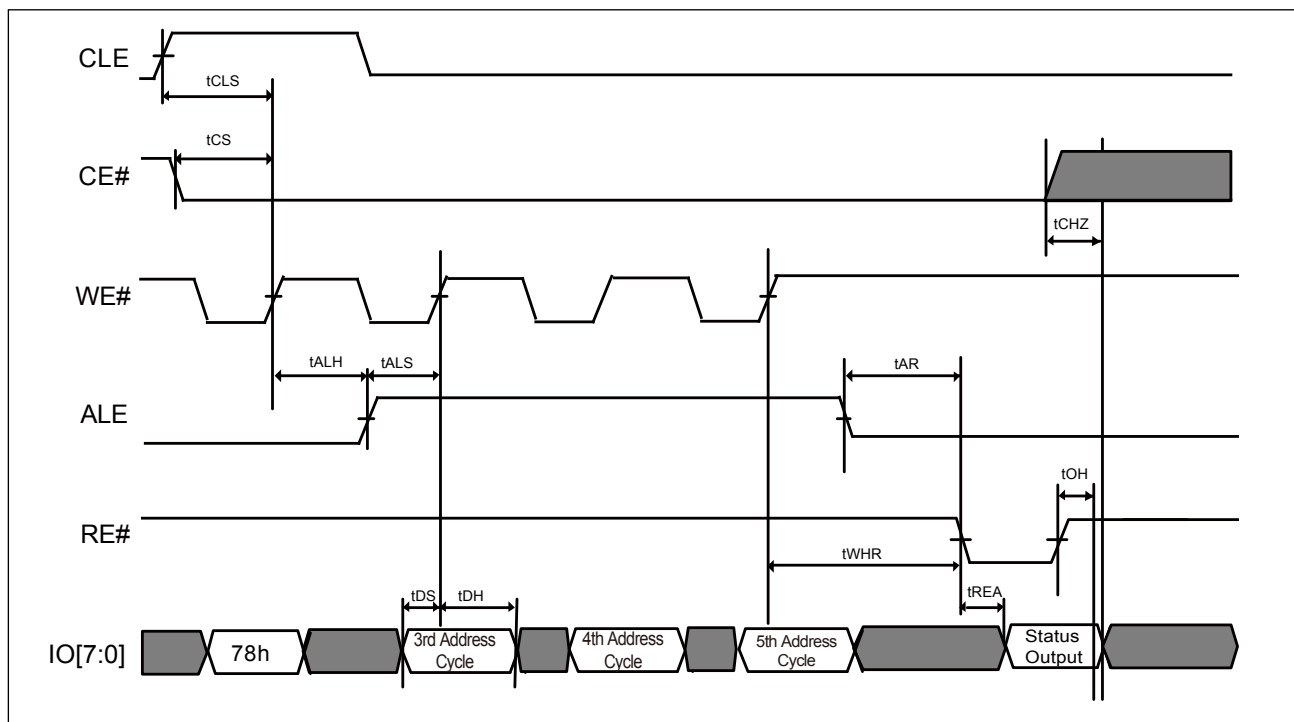 CLE
tCLS
tCS
CE#
tCHZ
WE#
tALH
tALS
tAR
ALE
tOH
RE#
tWHR
tDS
tDH
tREA
IO[7:0]
78h
3rd Address
Cycle
4th Address
Cycle
5th Address
Cycle
Status
Output